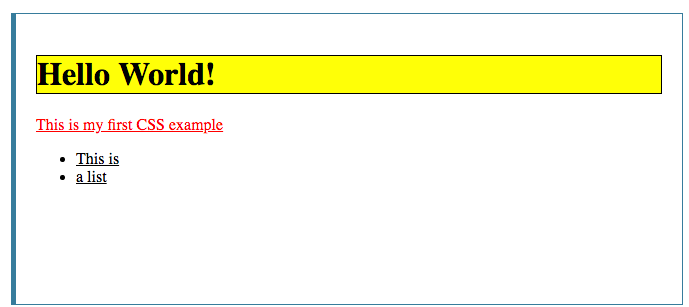 Hello World!
This is my first CSS example
This is
a list